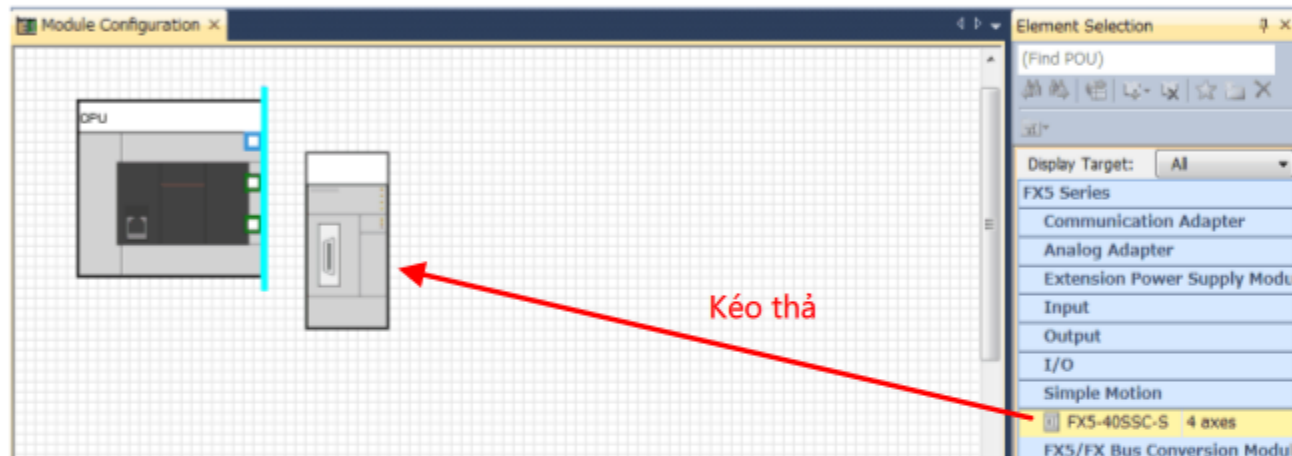 Module Configuration
CPU
Kéo thả
Element Selection
(Find POU)
Display Target: All
FX5 Series
Communication Adapter
Analog Adapter
Extension Power Supply Modu
Input
Output
I/O
Simple Motion
FX5-40SSC-S 4 axes
FX5/FX Bus Conversion Modul